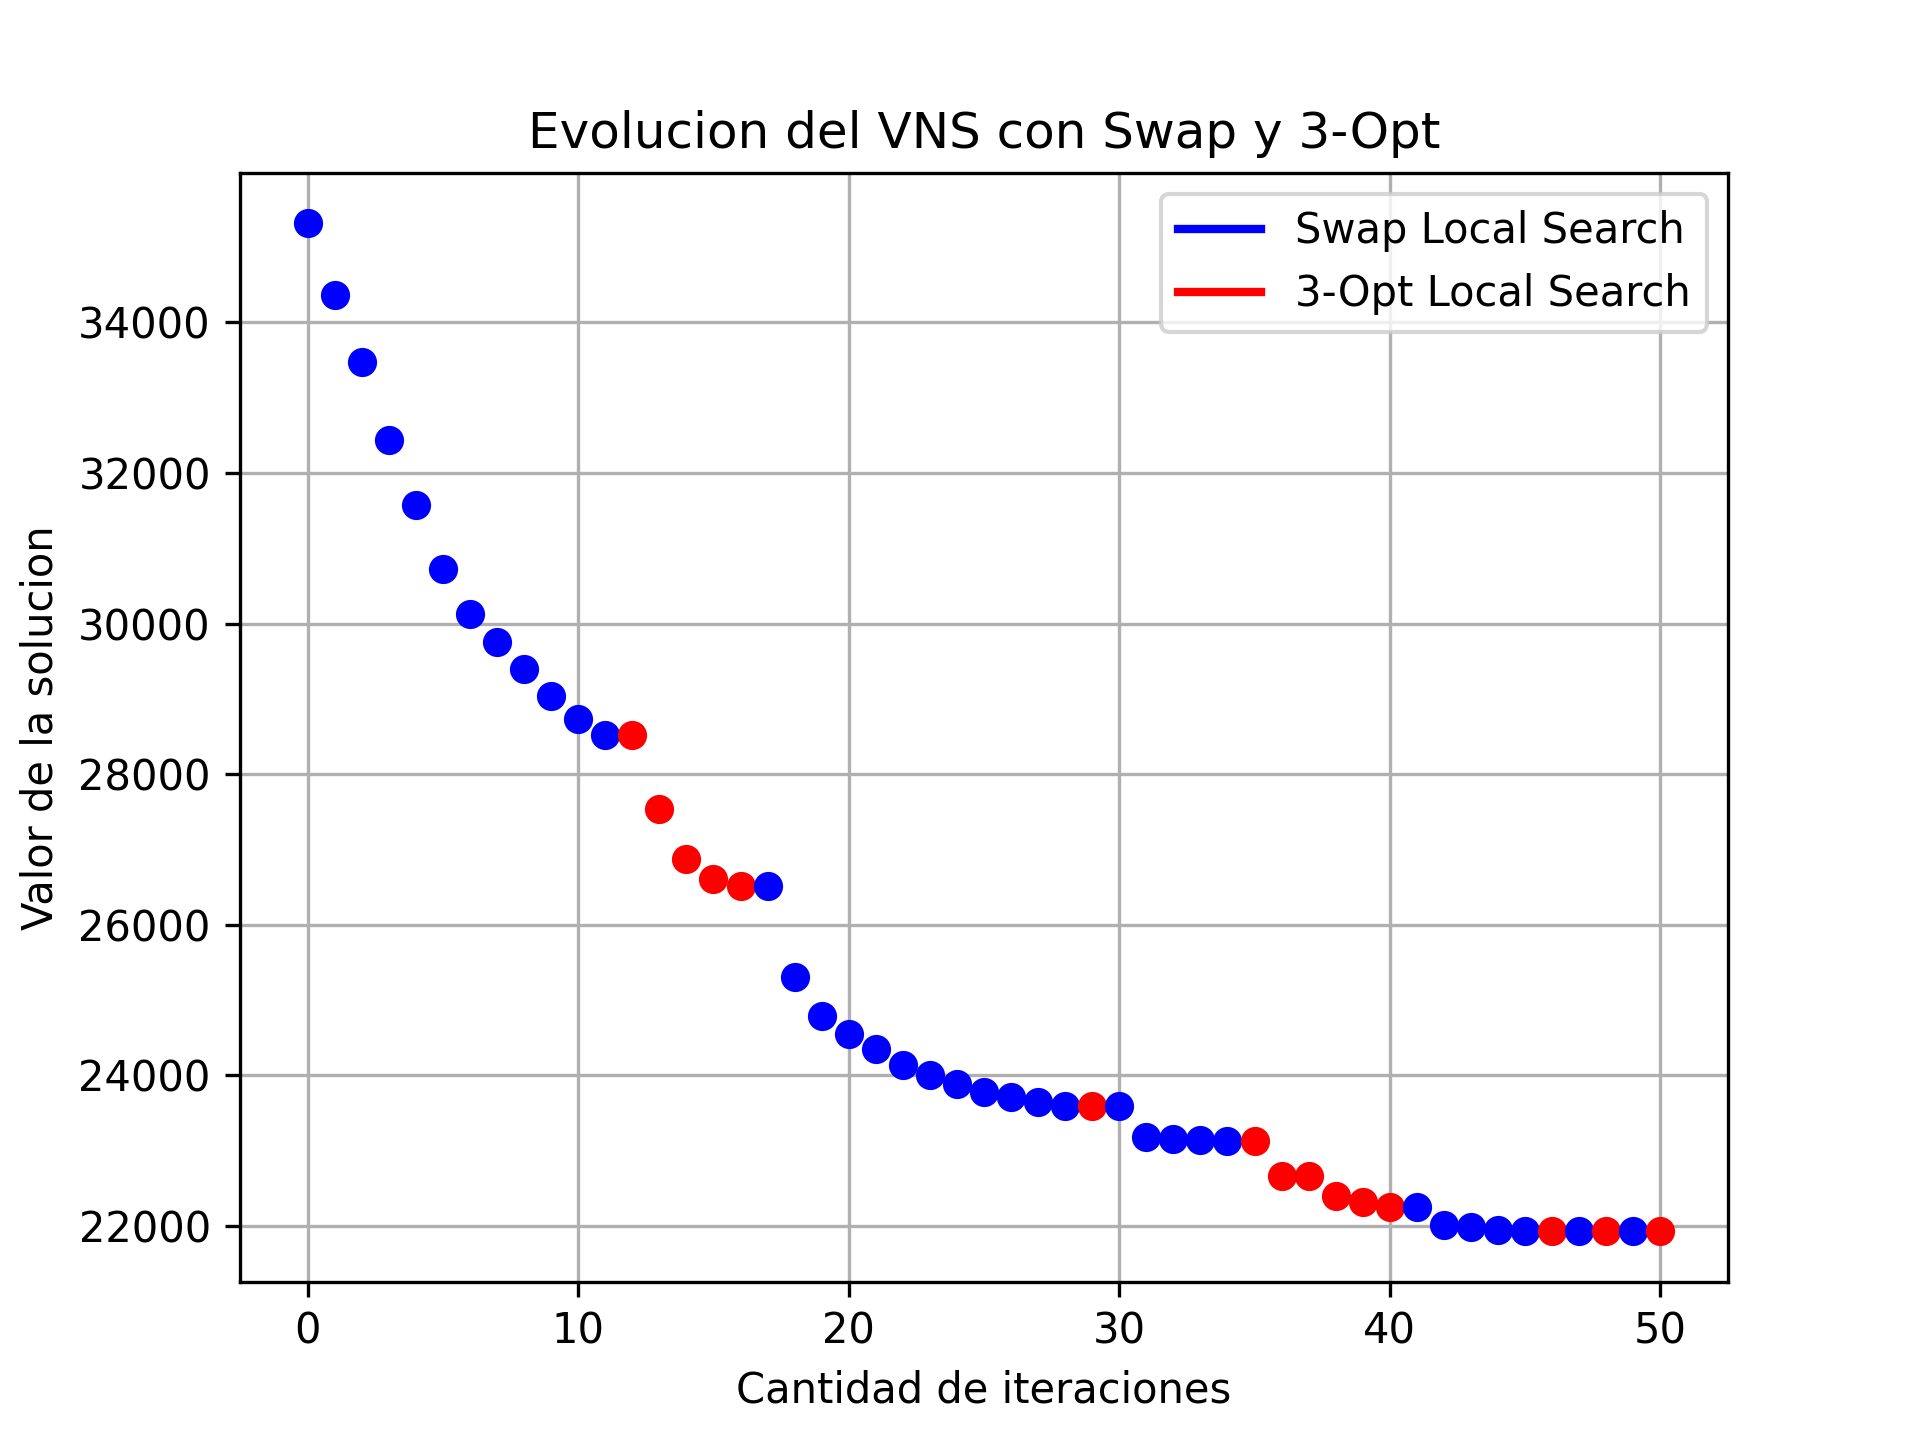 Evolucion del VNS con Swap y 3-Opt
Swap Local Search
3-Opt Local Search
Valor de la solucion
34000
32000
30000
28000
26000
24000
22000
0 10 20 30 40 50
Cantidad de iteraciones